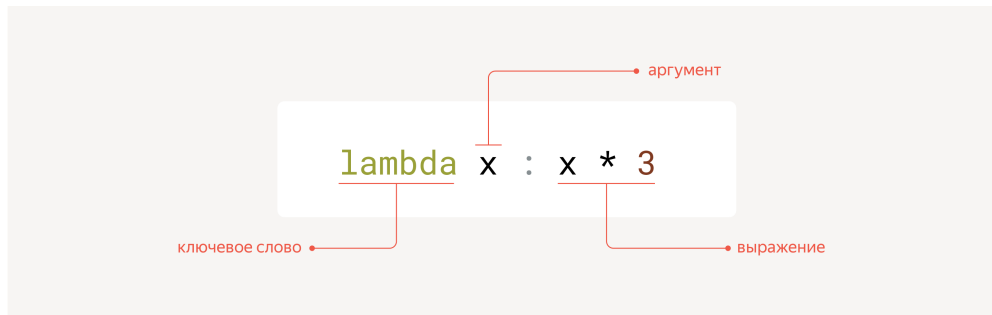 аргумент
lambda x : x * 3
ключевое слово
выражение